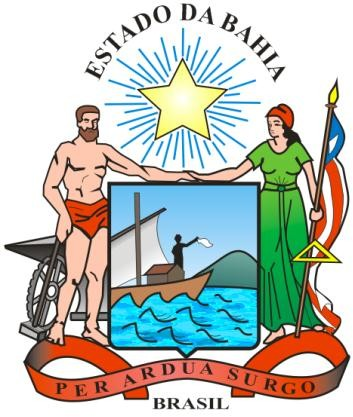 ESTADO DA BAHIA
PER ARDUA SURGO
BRASIL